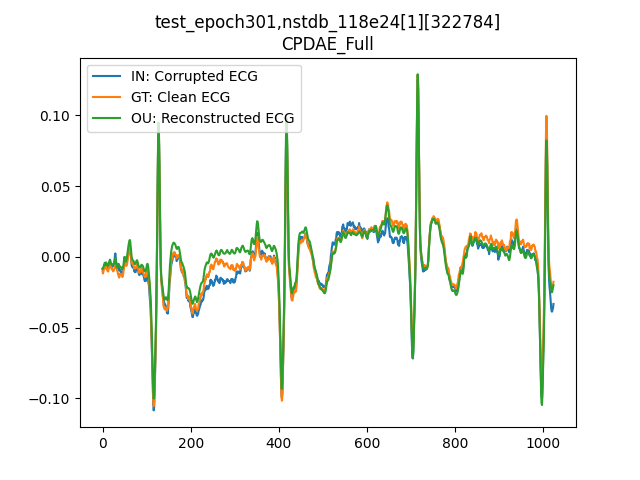 test_epoch301,nstdb_118e24[1][322784]
CPDAE_Full
IN: Corrupted ECG
GT: Clean ECG
OU: Reconstructed ECG
0.10
0.05
0.00
−0.05
−0.10
0 200 400 600 800 1000